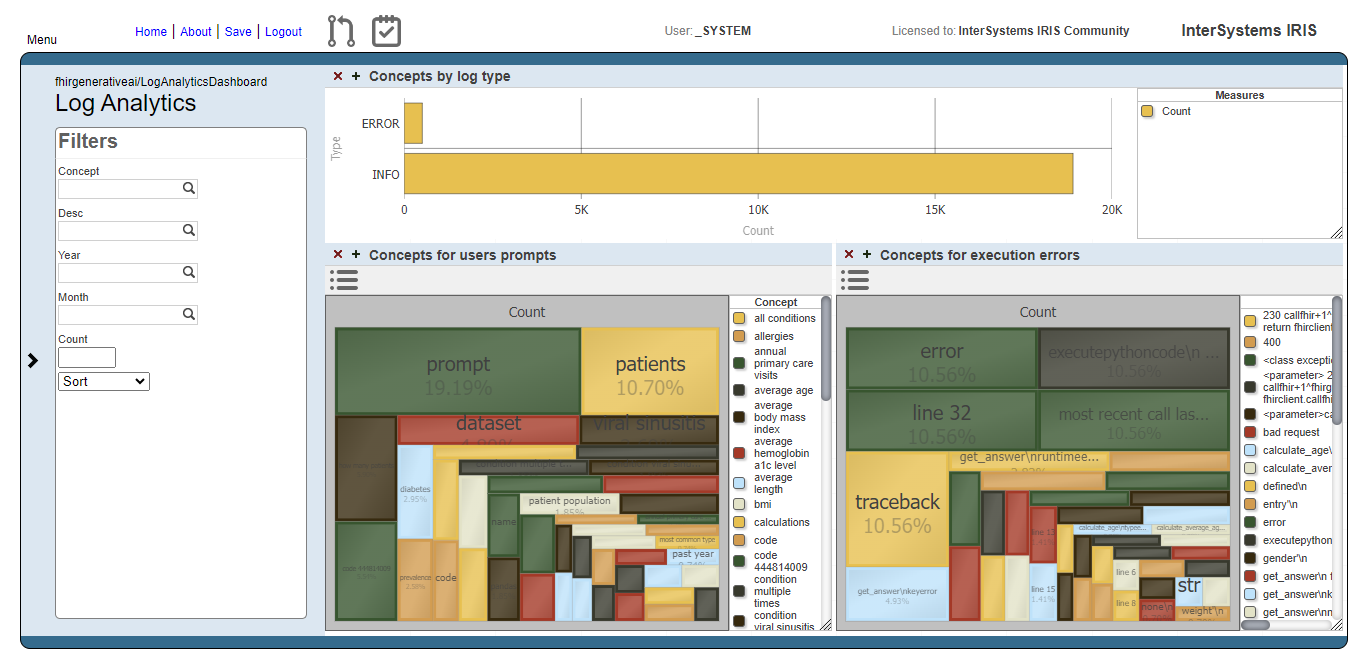 Menu
Home | About | Save | Logout
User: _SYSTEM
Licensed to: InterSystems IRIS Community
InterSystems IRIS
fhirgenerativeai/LogAnalyticsDashboard
Log Analytics
Filters
Concept
Desc
Year
Month
Count
Sort
Concepts by log type
Type
ERROR
INFO
0
5K
10K
15K
20K
Count
Measures
Count
Concepts for users prompts
Count
prompt
19.19%
patients
10.70%
dataset
viral sinusitis
condition multiple t...
diabetes
2.95%
patient population
1.85%
name
most common type
past year
0.74%
code 444814009
prevalence
2.58%
code
Concept
all conditions
allergies
annual
primary care
visits
average age
average
body mass
index
average
hemoglobin
a1c level
average
length
bmi
calculations
code
code
444814009
condition
multiple
times
condition
viral sinusitis
Concepts for execution errors
Count
error
10.56%
executepythoncode\n ...
10.56%
line 32
10.56%
most recent call las...
10.56%
get_answer\nruntimee...
traceback
10.56%
get_answer\nkeyerror
4.93%
line 13
1.41%
calculate_age\ntypee...
calculate_average_ag...
line 15
1.41%
line 6
line 8
str
none\n
weight'\n
230 callfhir+1^
return fhirclient
400
<class exceptic
<parameter> 2
callfhir+1^fhirg
fhirclient.callfhi
<parameter>ca
bad request
calculate_age\
calculate_aver
defined\n
entry'\n
error
executepython
gender'\n
get_answer\n f
get_answer\nk
get_answer\nn